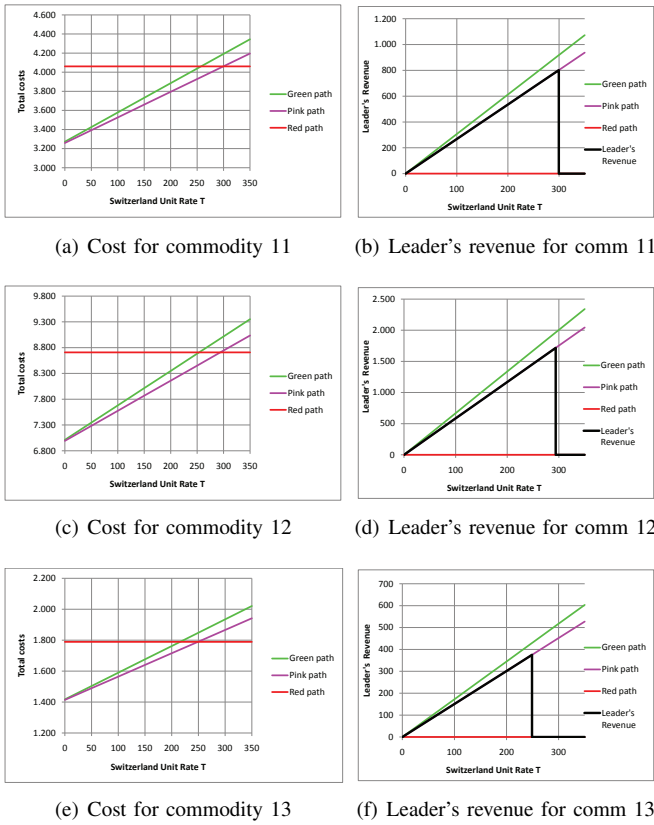 4.600
4.400
4.200
4.000
3.800
3.600
3.400
3.200
3.000
Total costs
0 50 100 150 200 250 300 350
Switzerland Unit Rate T
Green path
Pink path
Red path
1.200
1.000
800
600
400
200
0
Leader's Revenue
0 100 200 300
Switzerland Unit Rate T
Green path
Pink path
Red path
Leader's
Revenue
(a) Cost for commodity 11
(b) Leader's revenue for comm 11
9.800
9.300
8.800
8.300
7.800
7.300
6.800
Total costs
0 50 100 150 200 250 300 350
Switzerland Unit Rate T
Green path
Pink path
Red path
2.500
2.000
1.500
1.000
500
0
Leader's Revenue
0 100 200 300
Switzerland Unit Rate T
Green path
Pink path
Red path
Leader's
Revenue
(c) Cost for commodity 12
(d) Leader's revenue for comm 12
2.200
2.000
1.800
1.600
1.400
1.200
Total costs
0 50 100 150 200 250 300 350
Switzerland Unit Rate T
Green path
Pink path
Red path
700
600
500
400
300
200
100
0
Leader's Revenue
0 100 200 300
Switzerland Unit Rate T
Green path
Pink path
Red path
Leader's
Revenue
(e) Cost for commodity 13
(f) Leader's revenue for comm 13